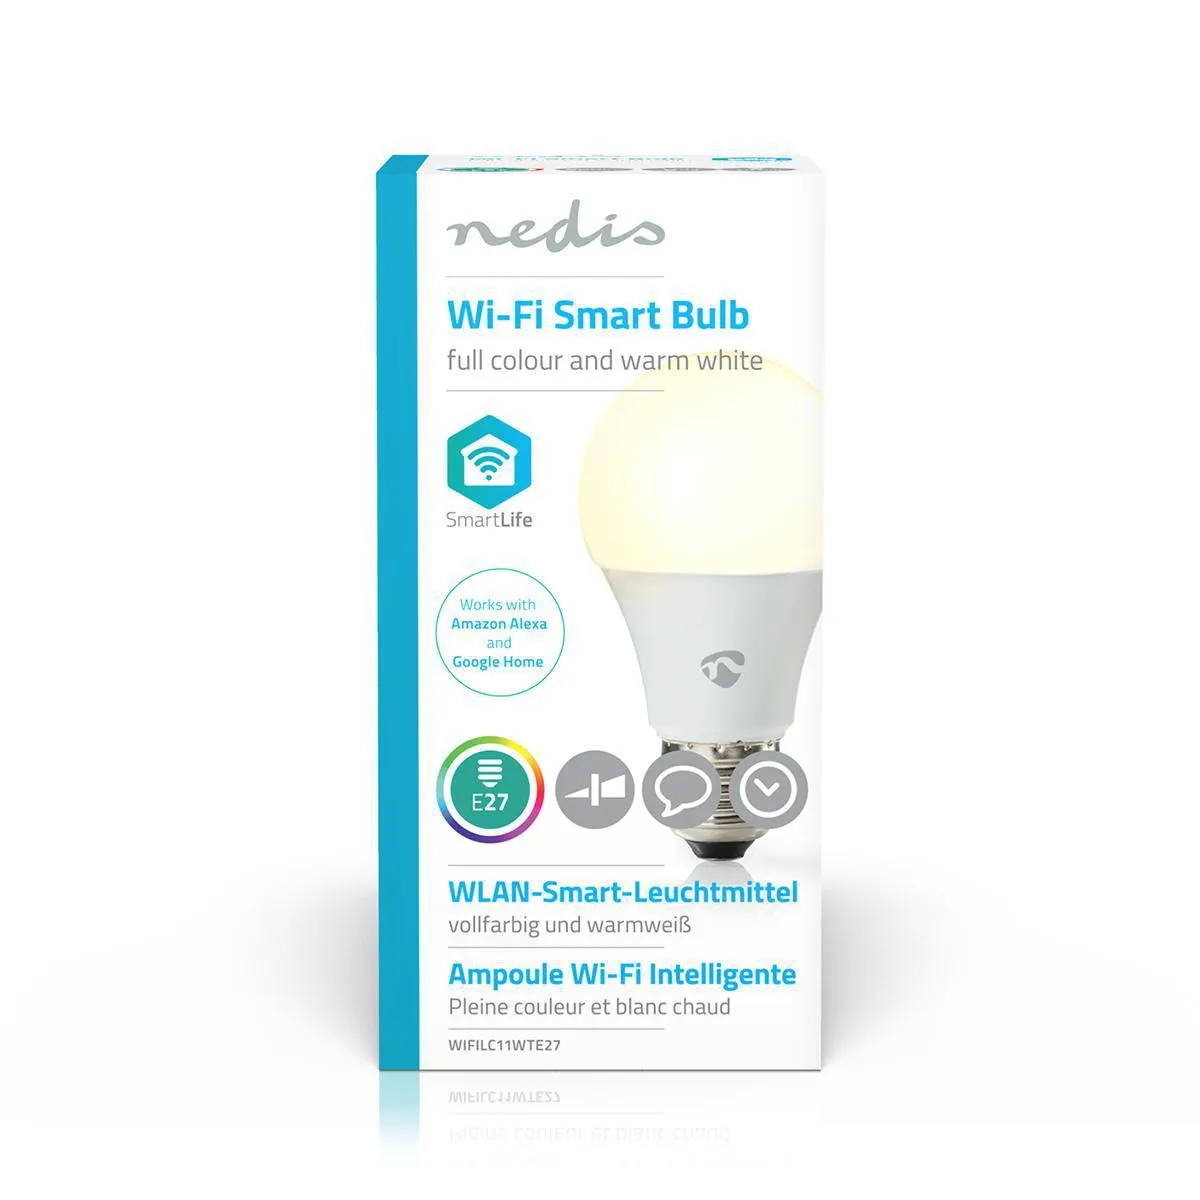 nedis
Wi-Fi Smart Bulb
full colour and warm white
SmartLife
Works with
Amazon Alexa
and
Google Home
E27
WLAN-Smart-Leuchtmittel
vollfarbig und warmweiß
Ampoule Wi-Fi Intelligente
Pleine couleur et blanc chaud
WIFILC11WTE27